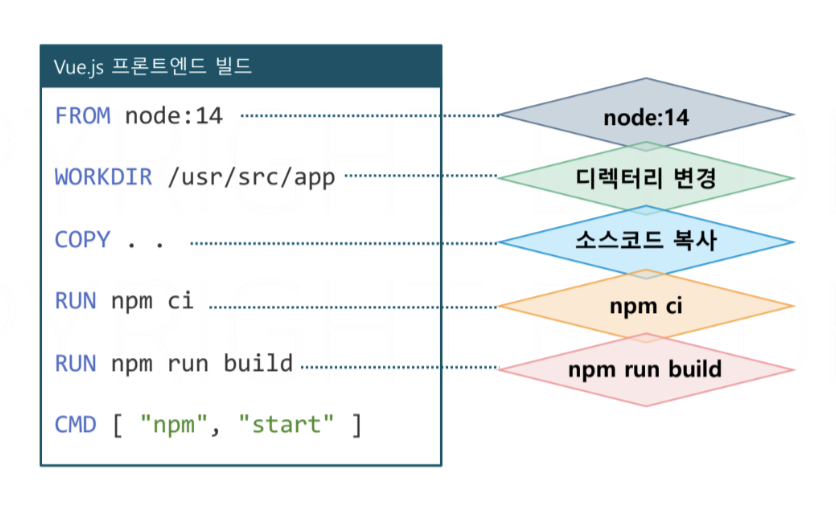 Vue.js 프론트엔드 빌드
FROM node:14
node:14
WORKDIR /usr/src/app
디렉터리 변경
COPY . .
소스코드 복사
RUN npm ci
npm ci
RUN npm run build
npm run build
CMD [ "npm", "start" ]